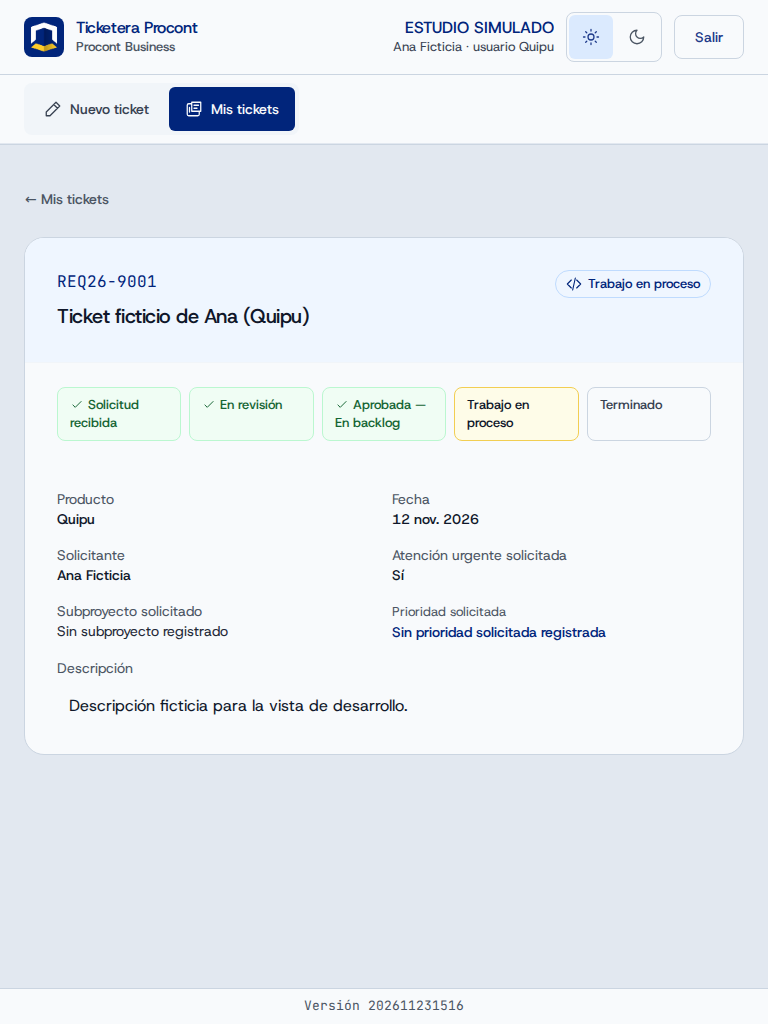 Ticketera Procont
Procont Business
ESTUDIO SIMULADO
Ana Ficticia · usuario Quipu
Salir
Nuevo ticket
Mis tickets
← Mis tickets
REQ26-9001
Trabajo en proceso
Ticket ficticio de Ana (Quipu)
✓ Solicitud
recibida
✓ En revisión
✓ Aprobada —
En backlog
Trabajo en
proceso
Terminado
Producto
Quipu
Fecha
12 nov. 2026
Solicitante
Ana Ficticia
Atención urgente solicitada
Sí
Subproyecto solicitado
Sin subproyecto registrado
Prioridad solicitada
Sin prioridad solicitada registrada
Descripción
Descripción ficticia para la vista de desarrollo.
Versión 202611231516